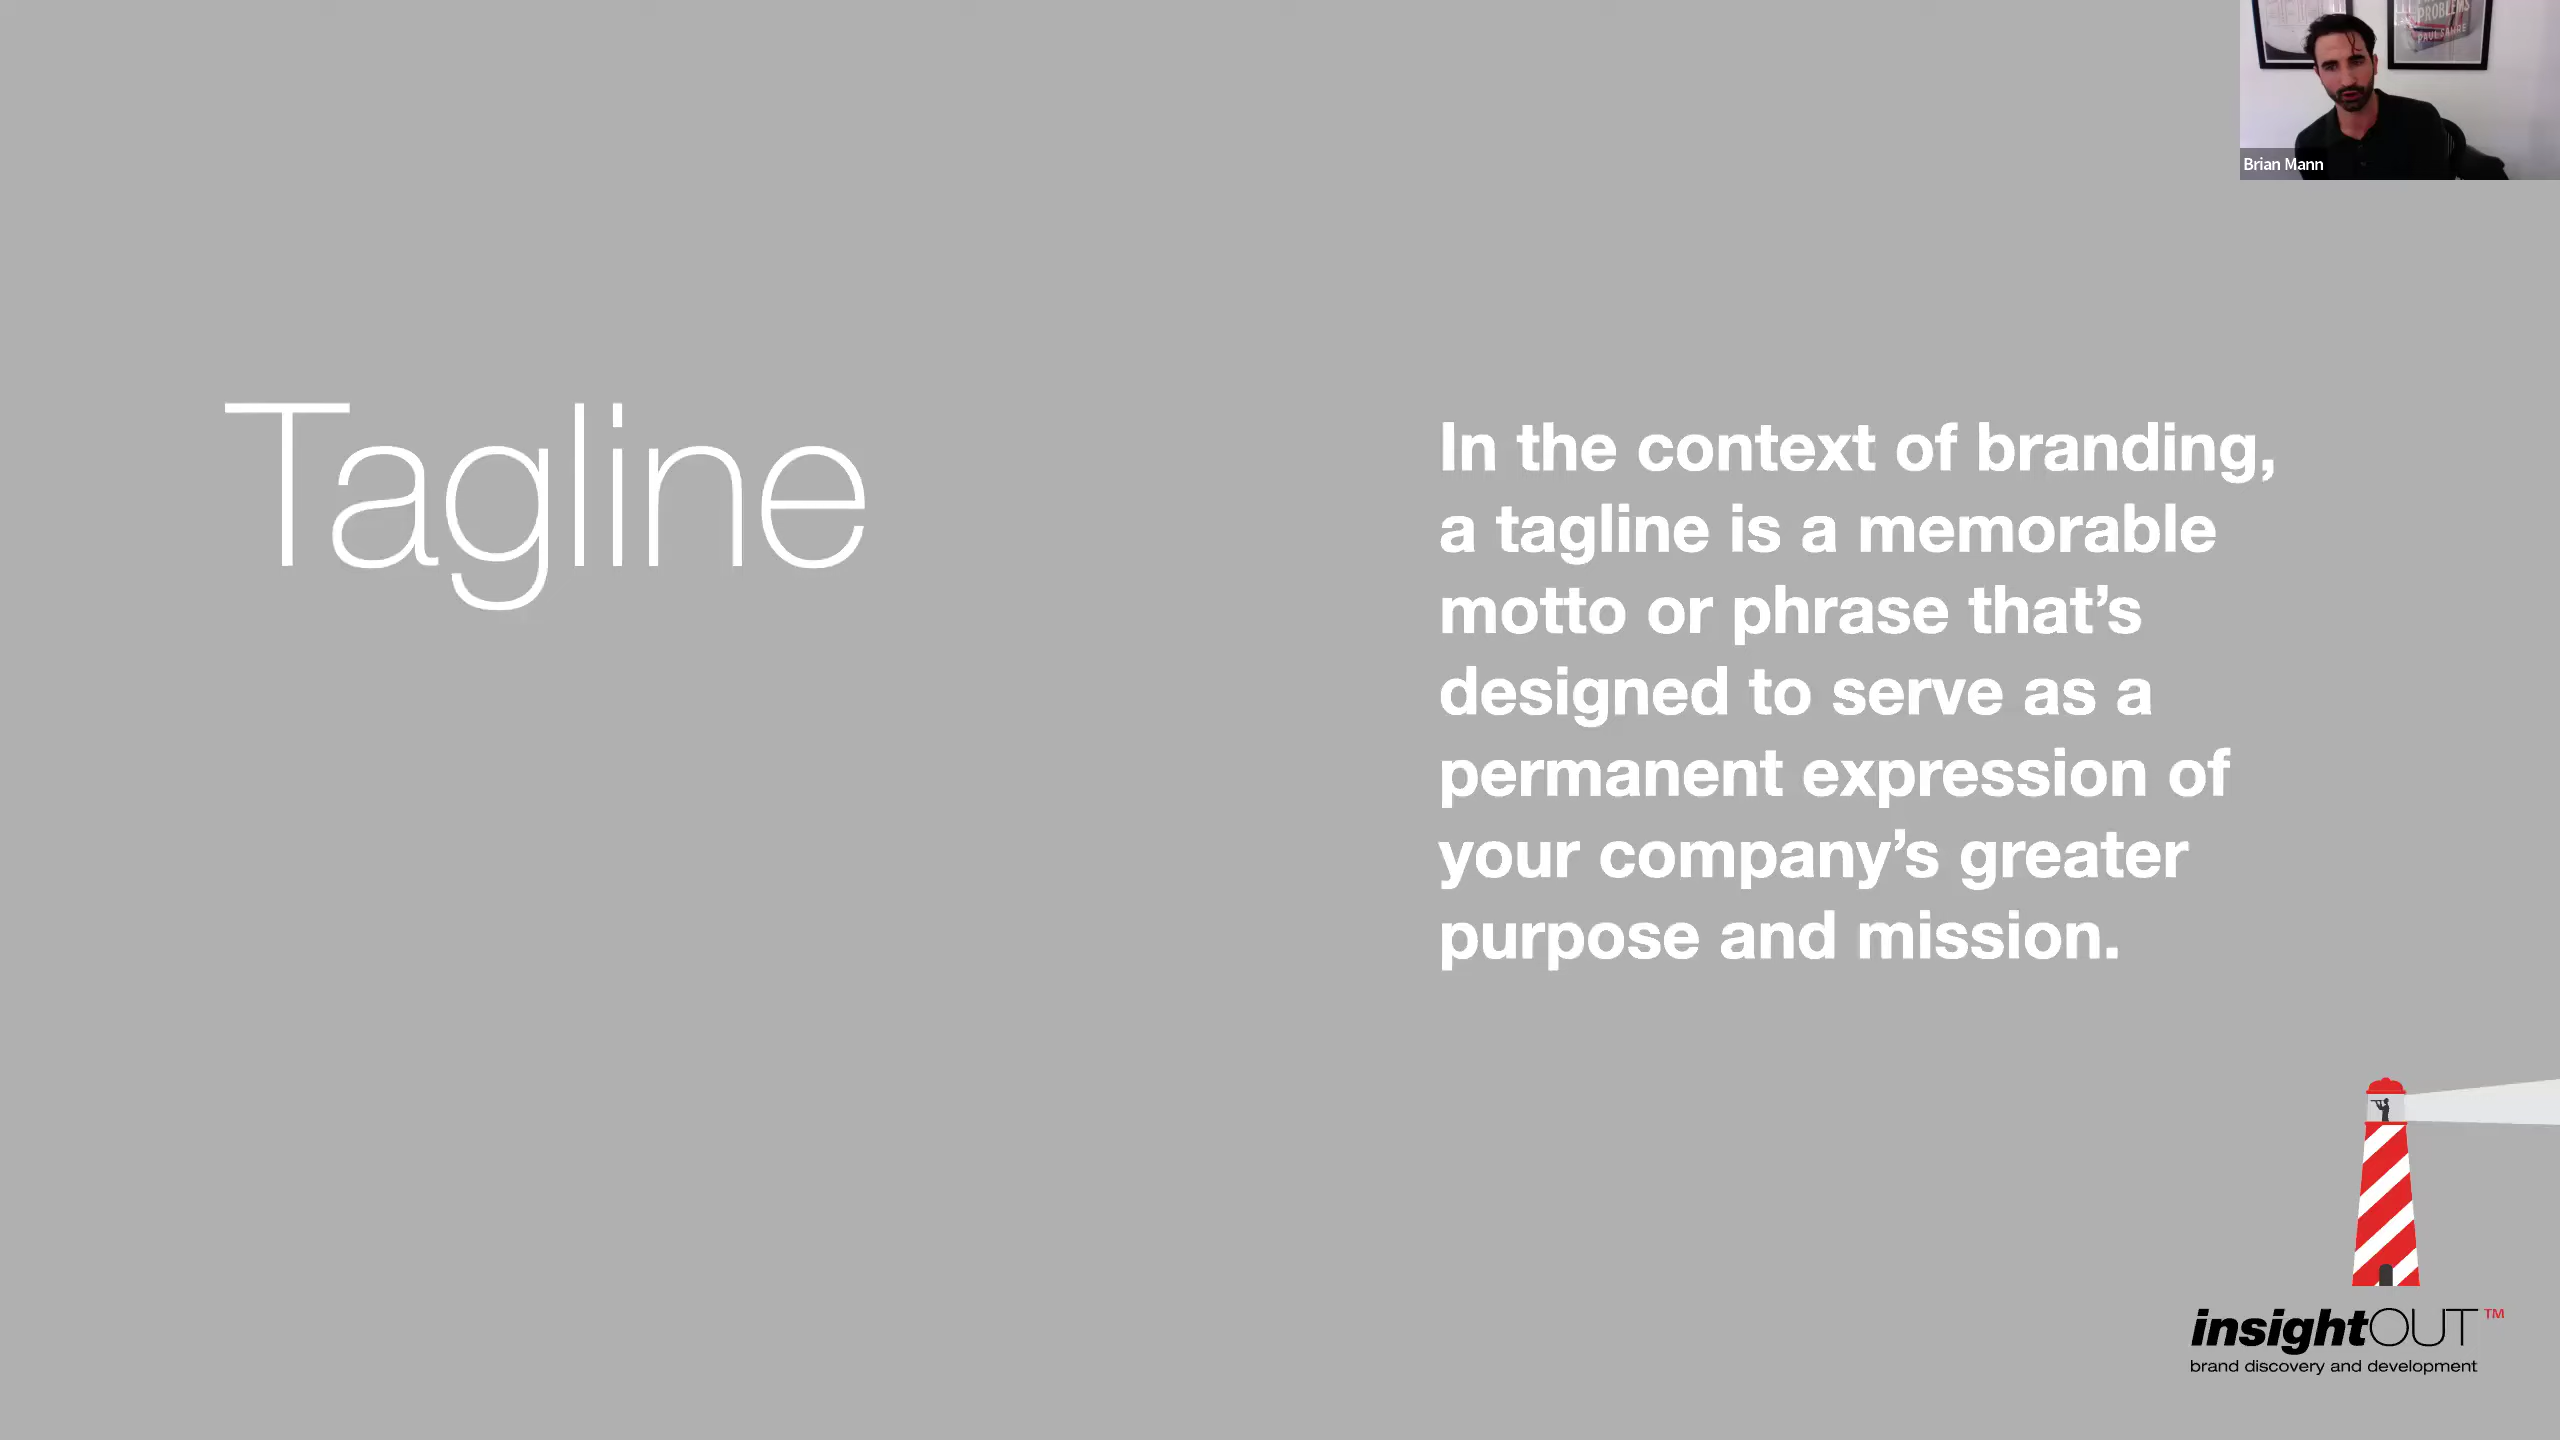 PROBLEMS
Brian Mann
Tagline
In the context of branding,
a tagline is a memorable
motto or phrase that’s
designed to serve as a
permanent expression of
your company’s greater
purpose and mission.
insightOUT™
brand discovery and development